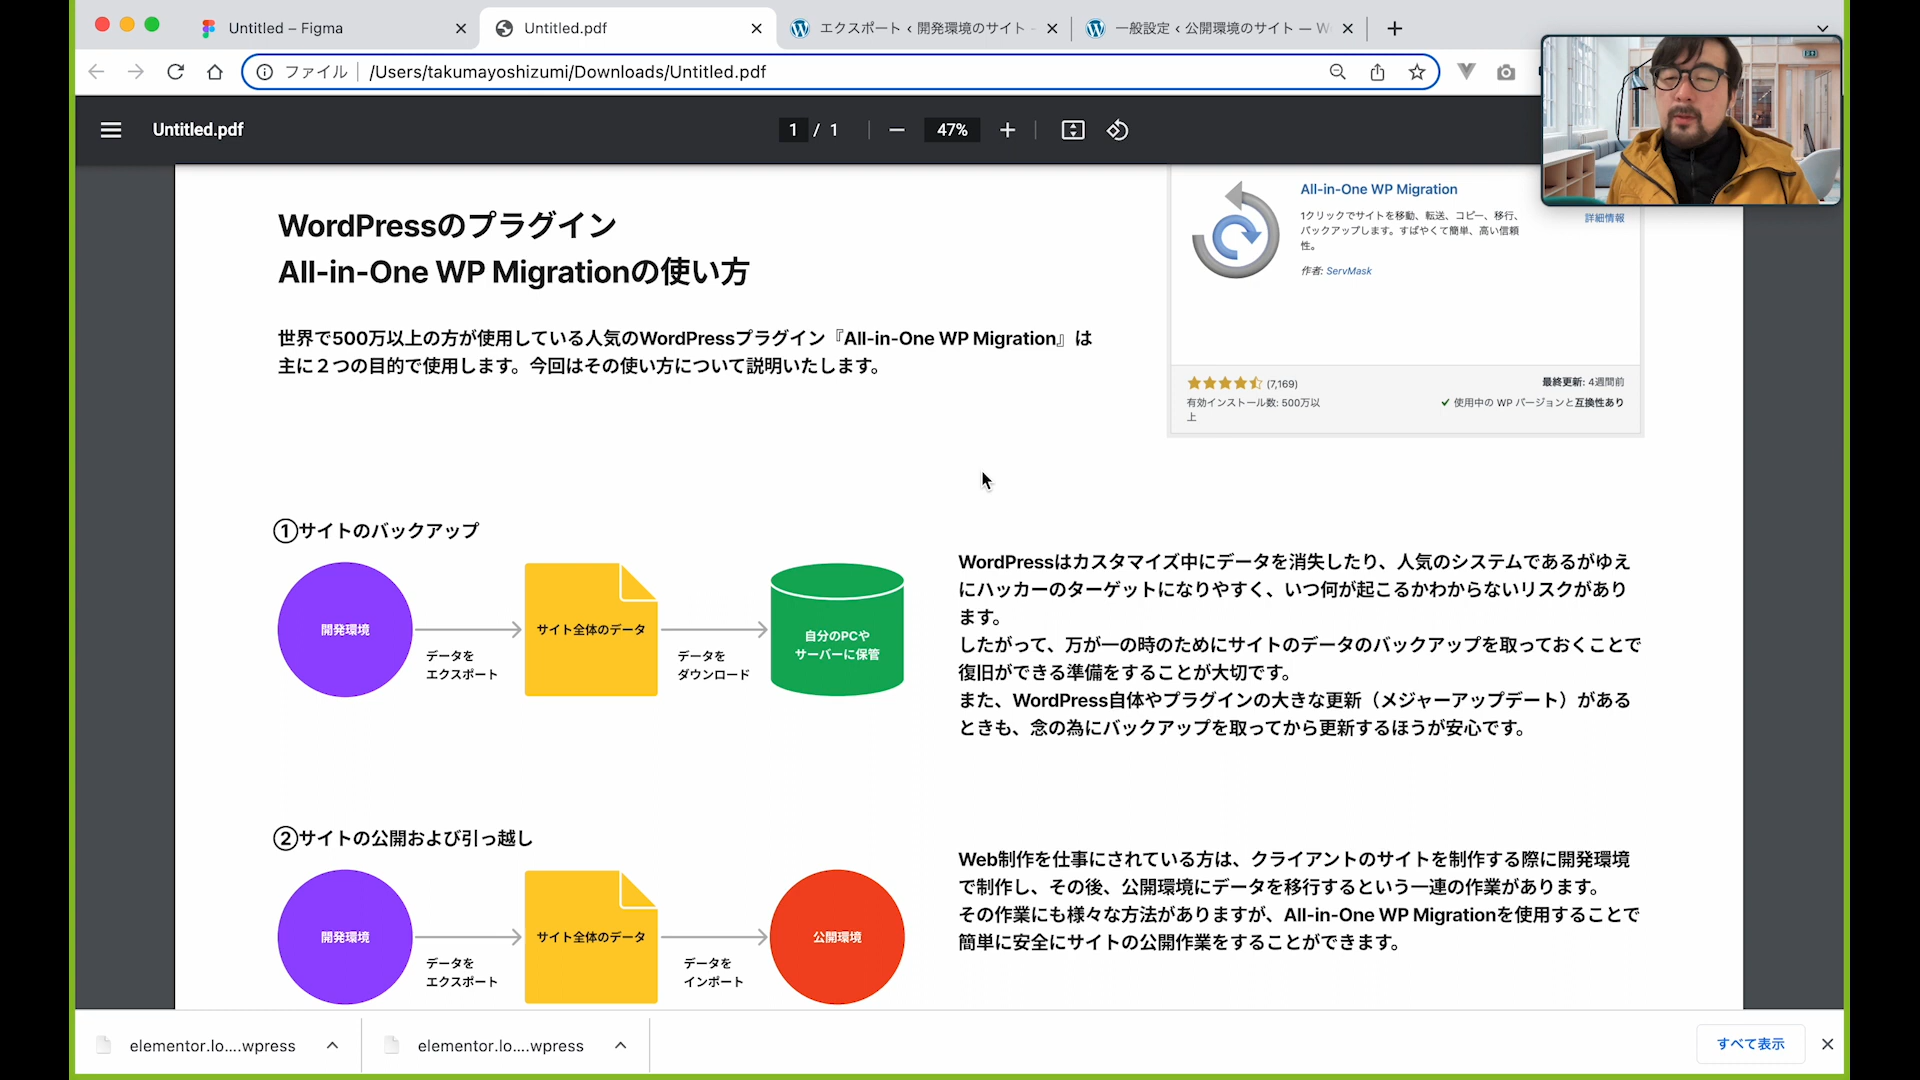 Untitled – Figma
Untitled.pdf
エクスポート ‹ 開発環境のサイト -
一般設定 ‹ 公開環境のサイト — W
ファイル
/Users/takumayoshizumi/Downloads/Untitled.pdf
Untitled.pdf
1 / 1
47%
WordPressのプラグイン
All-in-One WP Migrationの使い方
世界で500万以上の方が使用している人気のWordPressプラグイン『All-in-One WP Migration』は
主に２つの目的で使用します。今回はその使い方について説明いたします。
All-in-One WP Migration
1クリックでサイトを移動、転送、コピー、移行、
バックアップします。すばやくて簡単、高い信頼
性。
作者: ServMask
詳細情報
(7,169)
有効インストール数: 500万以
上
最終更新: 4週間前
使用中の WP バージョンと互換性あり
①サイトのバックアップ
開発環境
データを
エクスポート
サイト全体のデータ
データを
ダウンロード
自分のPCや
サーバーに保管
WordPressはカスタマイズ中にデータを消失したり、人気のシステムであるがゆえ
にハッカーのターゲットになりやすく、いつ何が起こるかわからないリスクがあり
ます。
したがって、万が一の時のためにサイトのデータのバックアップを取っておくことで
復旧ができる準備をすることが大切です。
また、WordPress自体やプラグインの大きな更新（メジャーアップデート）がある
ときも、念の為にバックアップを取ってから更新するほうが安心です。
②サイトの公開および引っ越し
開発環境
データを
エクスポート
サイト全体のデータ
データを
インポート
公開環境
Web制作を仕事にされている方は、クライアントのサイトを制作する際に開発環境
で制作し、その後、公開環境にデータを移行するという一連の作業があります。
その作業にも様々な方法がありますが、All-in-One WP Migrationを使用することで
簡単に安全にサイトの公開作業をすることができます。
elementor.lo....wpress
elementor.lo....wpress
すべて表示